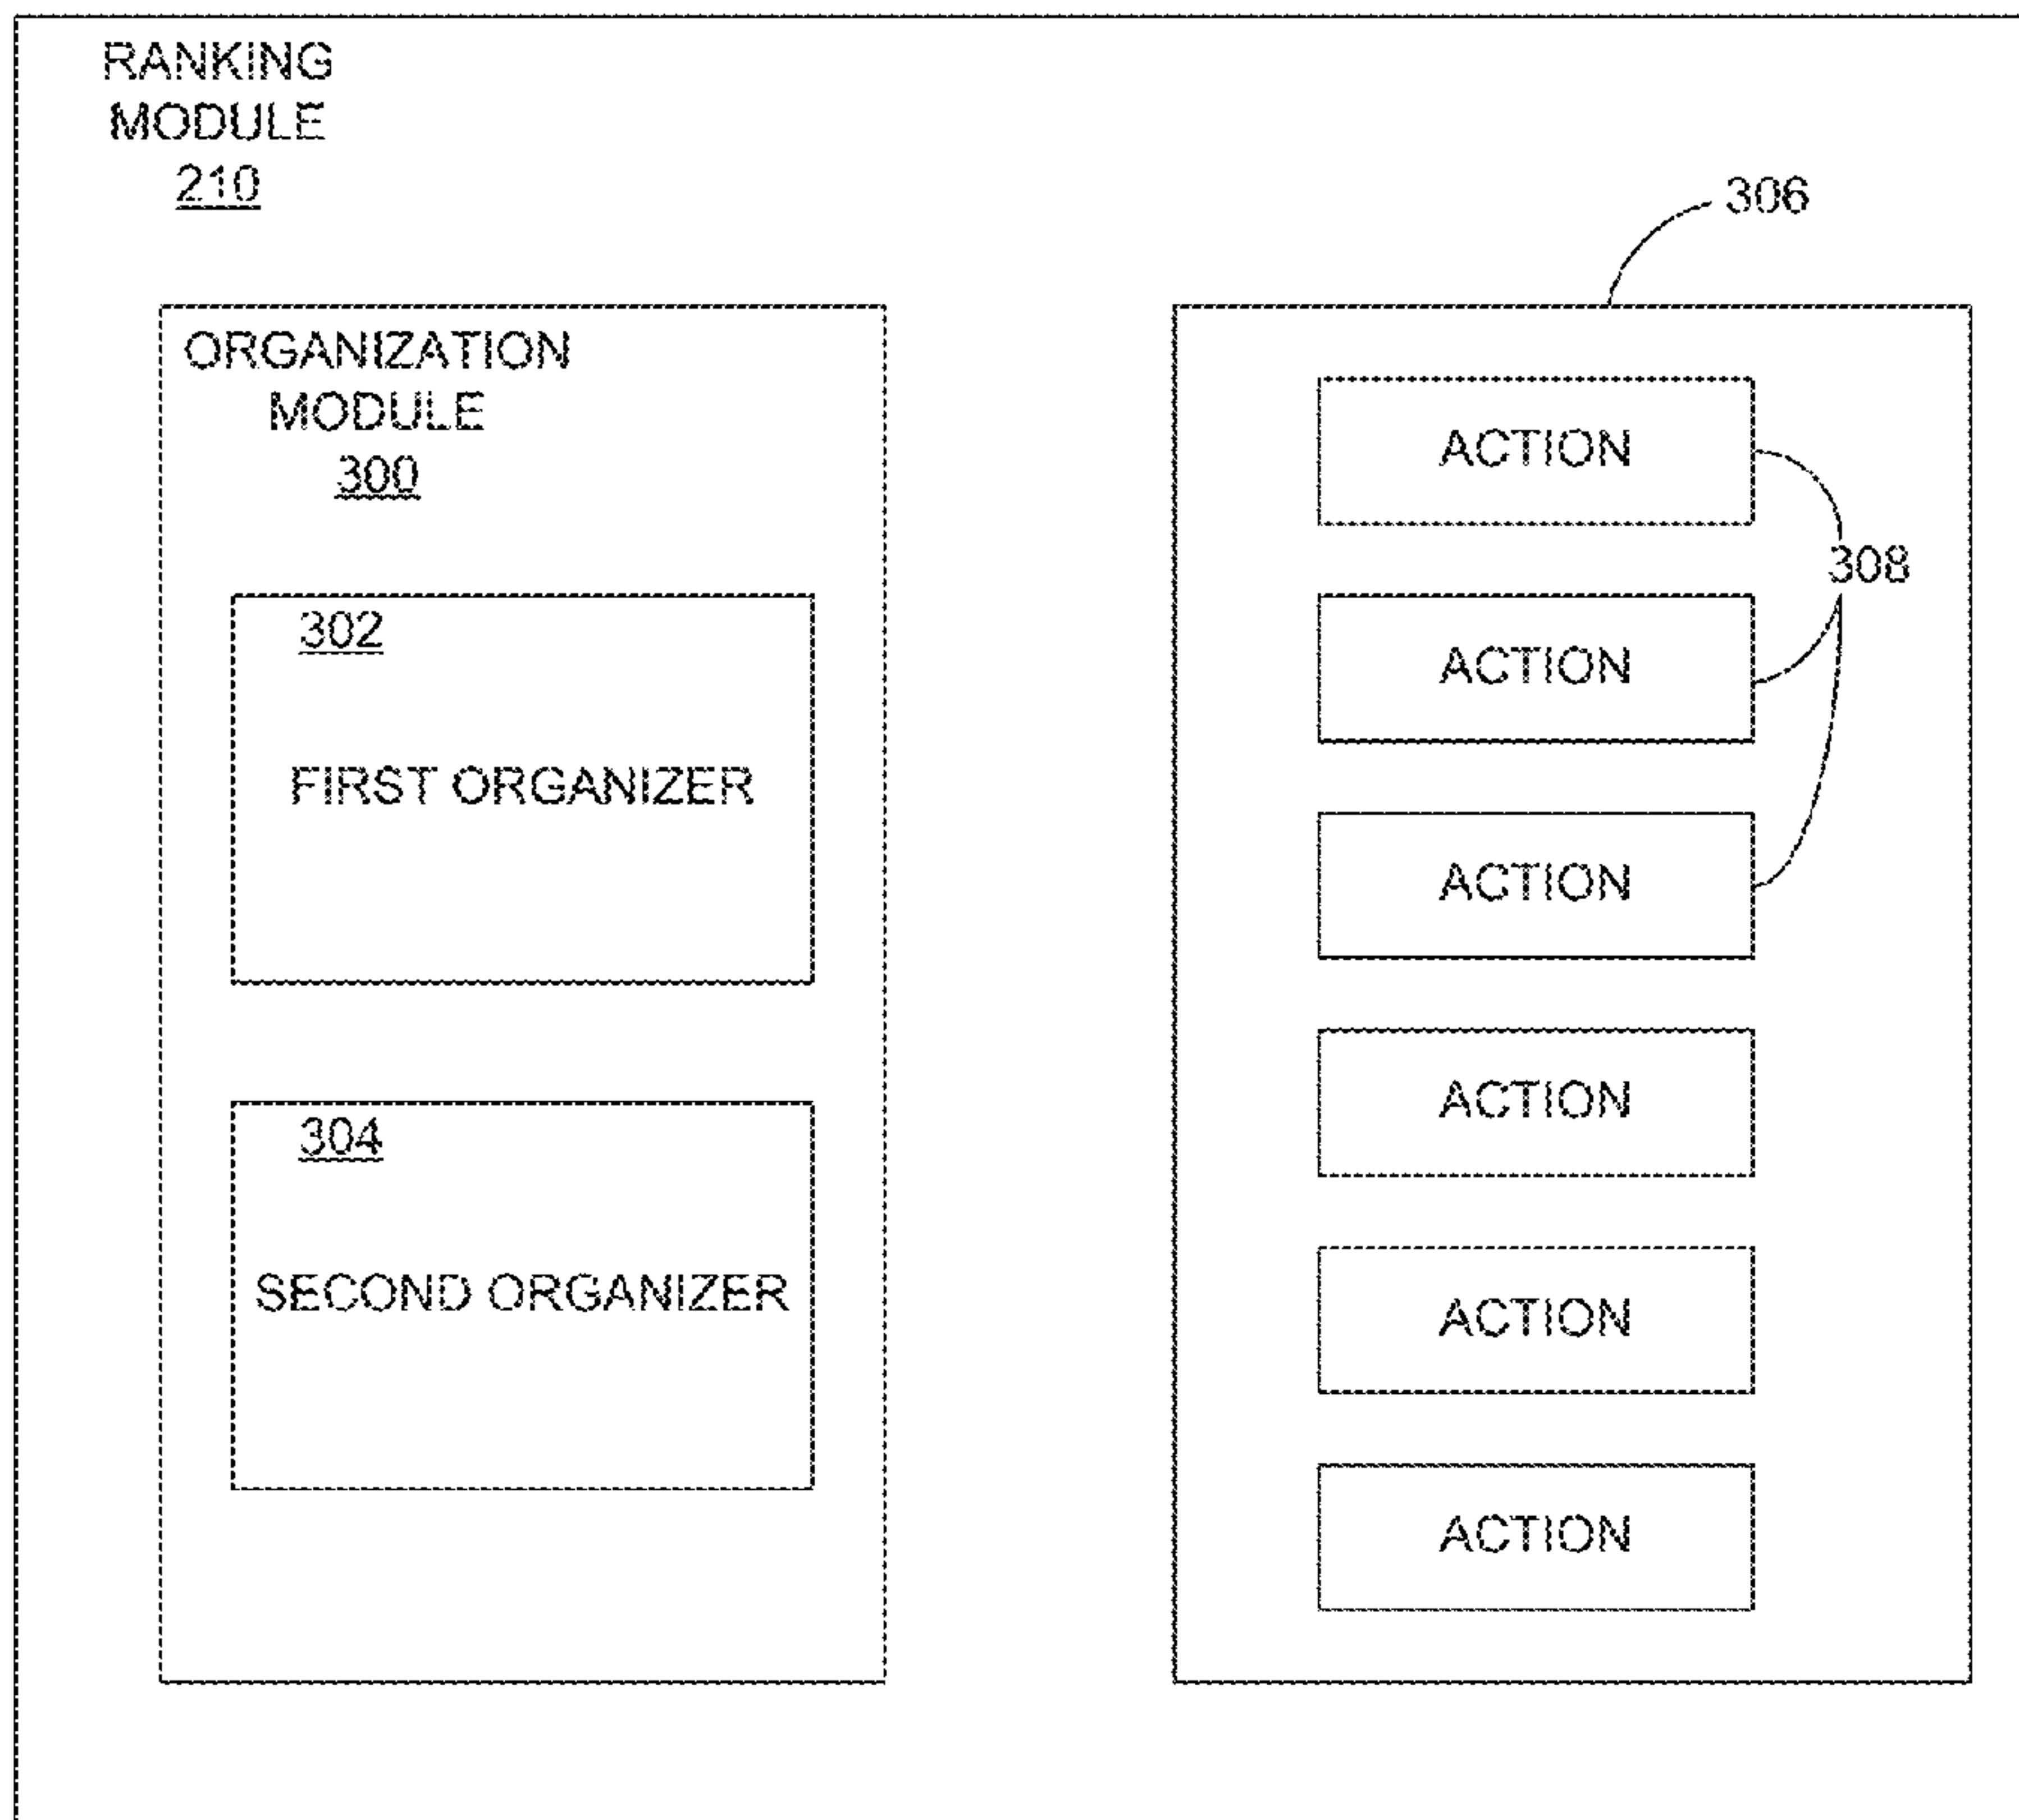 RANKING
MODULE
210
306
ORGANIZATION
MODULE
300
302
FIRST ORGANIZER
304
SECOND ORGANIZER
ACTION
308
ACTION
ACTION
ACTION
ACTION
ACTION